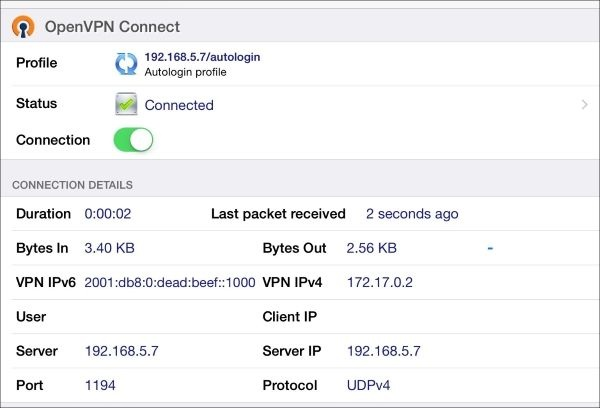 OpenVPN Connect
Profile 192.168.5.7/autologin
Autologin profile
Status Connected
Connection
CONNECTION DETAILS
Duration 0:00:02 Last packet received 2 seconds ago
Bytes In 3.40 KB Bytes Out 2.56 KB -
VPN IPv6 2001:db8:0:dead:beef::1000 VPN IPv4 172.17.0.2
User Client IP
Server 192.168.5.7 Server IP 192.168.5.7
Port 1194 Protocol UDPv4